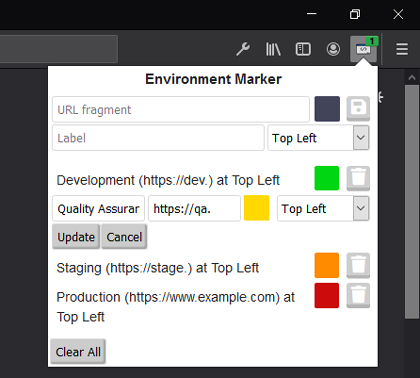 1
Environment Marker
URL fragment
Label
Top Left
Development (https://dev.) at Top Left
Quality Assurar
https://qa.
Top Left
Update
Cancel
Staging (https://stage.) at Top Left
Production (https://www.example.com) at
Top Left
Clear All